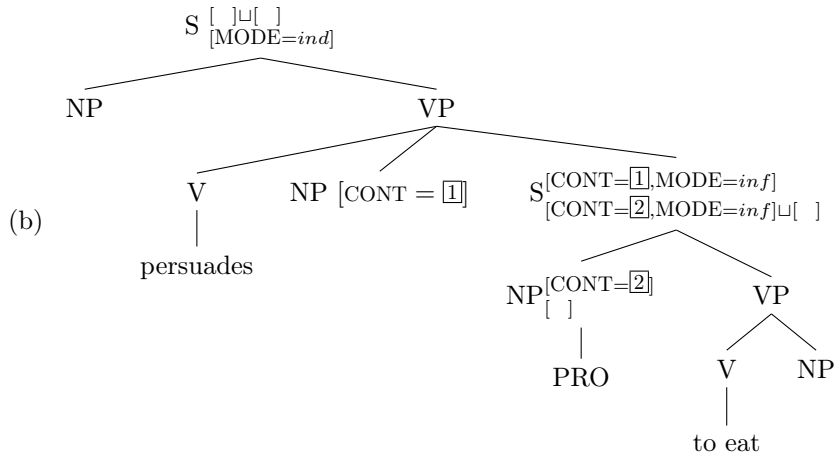 S [ ]⊔[ ]
[MODE=ind]
NP VP
V NP [CONT = 1] S[CONT=1,MODE=inf]
[CONT=2,MODE=inf]⊔[ ]
(b)
persuades
NP[CONT=2] VP
[ ]
PRO V NP
to eat